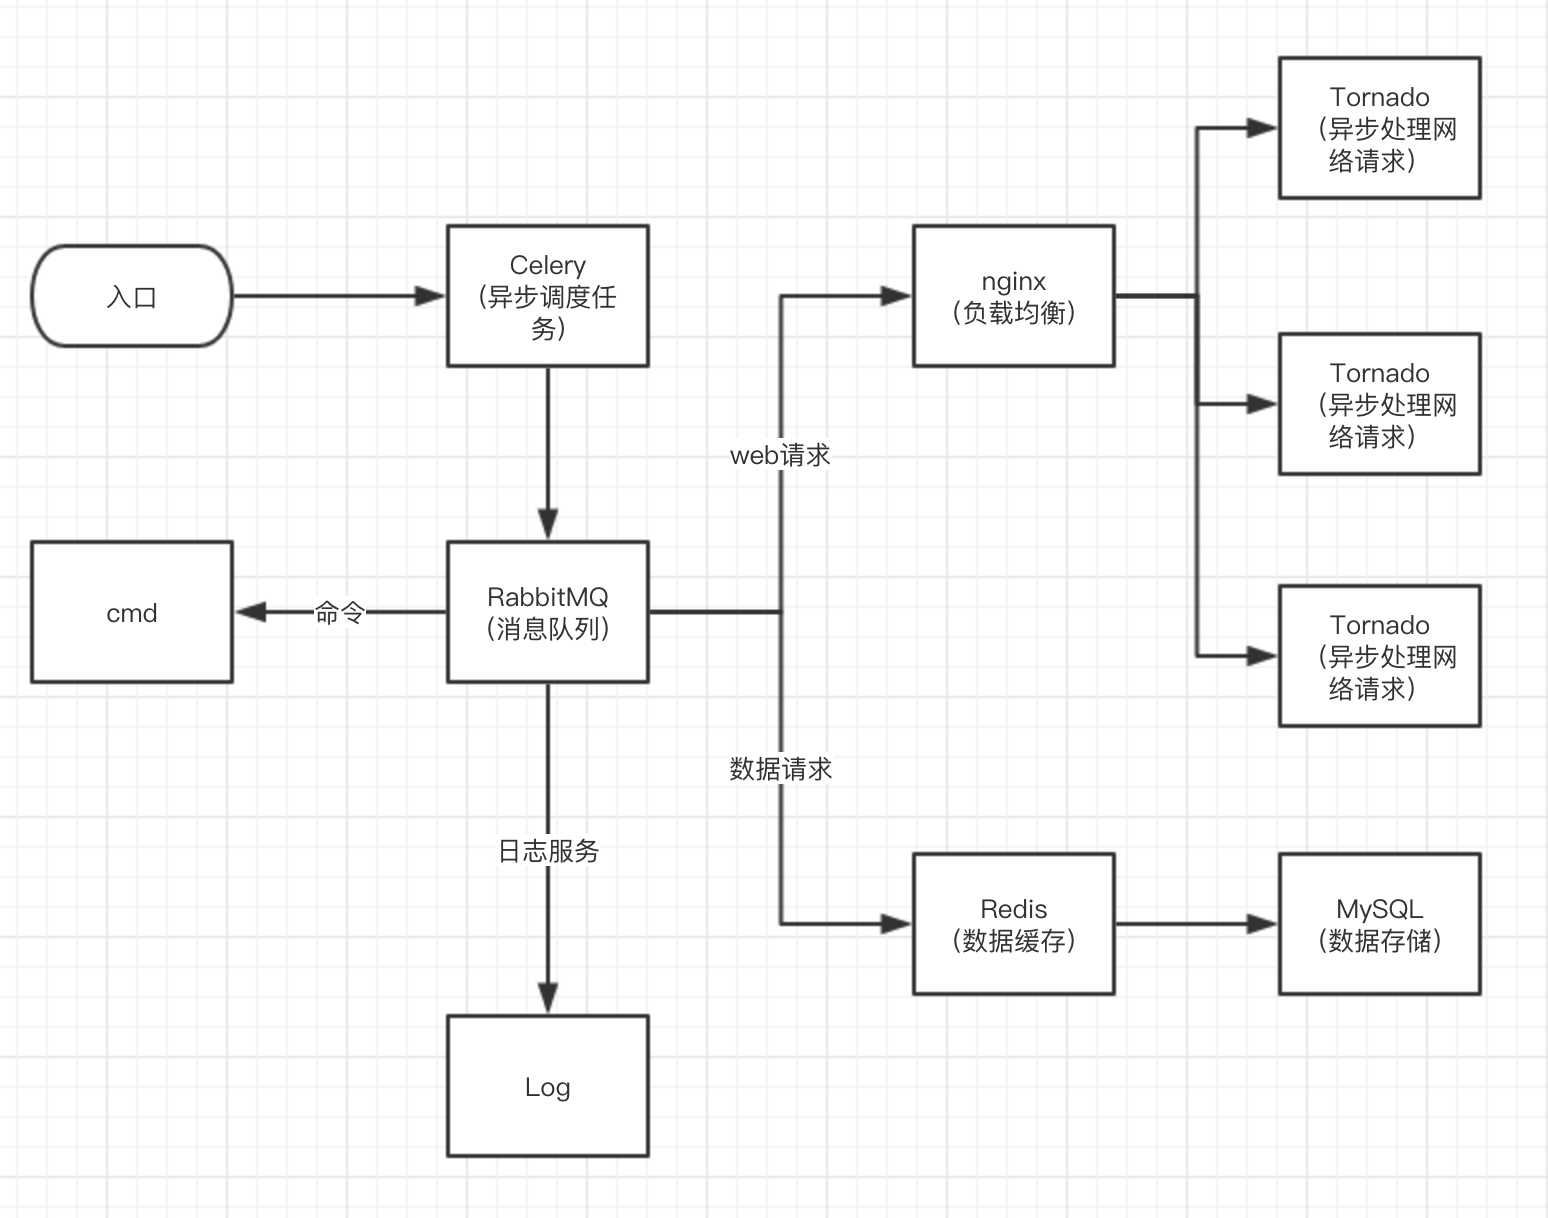 Tornado
（异步处理网
络请求）
入口
Celery
（异步调度任
务）
nginx
（负载均衡）
Tornado
（异步处理网
络请求）
web请求
cmd
命令
RabbitMQ
（消息队列）
Tornado
（异步处理网
络请求）
数据请求
日志服务
Redis
（数据缓存）
MySQL
（数据存储）
Log